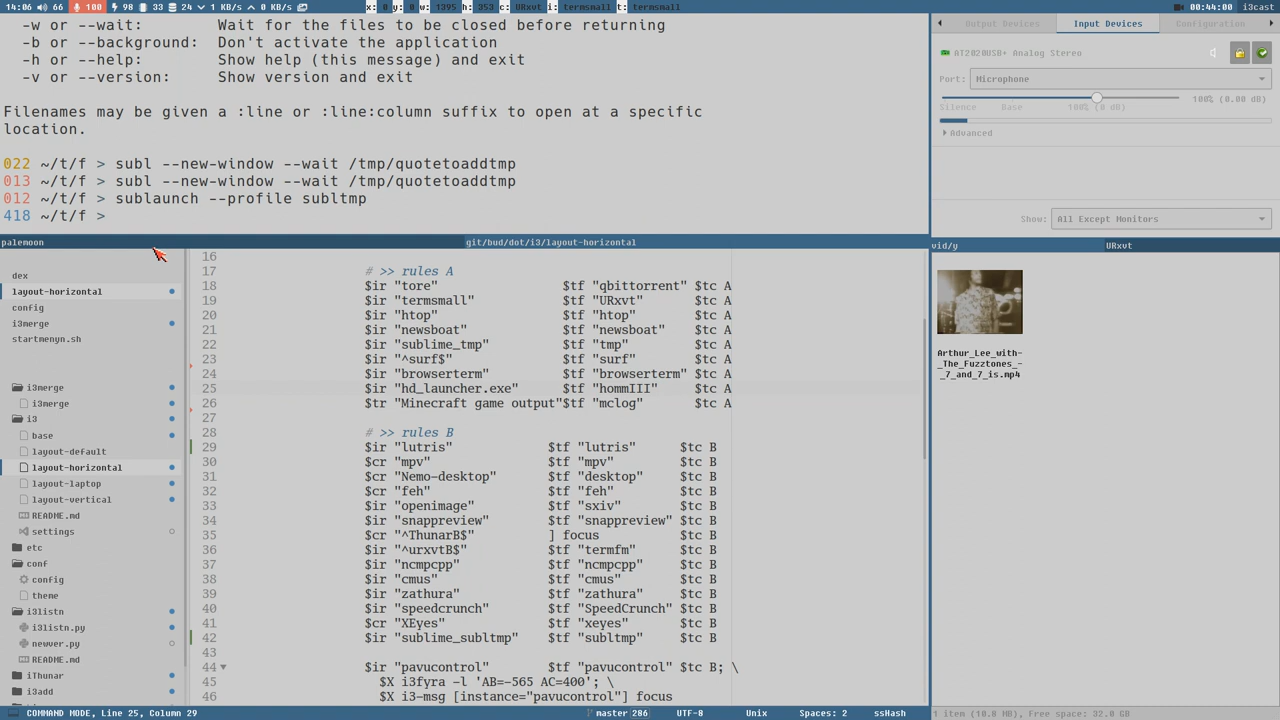 14:06 66 100 98 33 24 1 KB/s 0 KB/s x: 0 y: 0 w: 1395 h: 353 c: URxvt i: termsmall t: termsmall 00:44:00 i3cast
-w or --wait: Wait for the files to be closed before returning
-b or --background: Don't activate the application
-h or --help: Show help (this message) and exit
-v or --version: Show version and exit
Filenames may be given a :line or :line:column suffix to open at a specific
location.
022 ~/t/f > subl --new-window --wait /tmp/quotetoaddtmp
013 ~/t/f > subl --new-window --wait /tmp/quotetoaddtmp
012 ~/t/f > sublaunch --profile subltmp
418 ~/t/f >
Output Devices Input Devices Configuration
AT2020USB+ Analog Stereo
Port: Microphone
100% (0.00 dB)
Silence Base 100% (0 dB)
Advanced
Show: All Except Monitors
palemoon git/bud/dot/i3/layout-horizontal
vid/y URxvt
dex
layout-horizontal
config
i3merge
startmenyn.sh
i3merge
i3merge
i3
base
layout-default
layout-horizontal
layout-laptop
layout-vertical
README.md
settings
etc
conf
config
theme
i3listn
i3listn.py
newver.py
README.md
iThunar
i3add
16
17 # >> rules A
18 $ir "tore" $tf "qbittorrent" $tc A
19 $ir "termsmall" $tf "URxvt" $tc A
20 $ir "htop" $tf "htop" $tc A
21 $ir "newsboat" $tf "newsboat" $tc A
22 $ir "sublime_tmp" $tf "tmp" $tc A
23 $ir "^surf$" $tf "surf" $tc A
24 $ir "browserterm" $tf "browserterm" $tc A
25 $ir "hd_launcher.exe" $tf "hommIII" $tc A
26 $tr "Minecraft game output"$tf "mclog" $tc A
27
28 # >> rules B
29 $ir "lutris" $tf "lutris" $tc B
30 $cr "mpv" $tf "mpv" $tc B
31 $cr "Nemo-desktop" $tf "desktop" $tc B
32 $cr "feh" $tf "feh" $tc B
33 $ir "openimage" $tf "sxiv" $tc B
34 $ir "snappreview" $tf "snappreview" $tc B
35 $cr "^ThunarB$" ] focus
36 $ir "^urxvtB$" $tf "termfm" $tc B
37 $ir "ncmpcpp" $tf "ncmpcpp" $tc B
38 $ir "cmus" $tf "cmus" $tc B
39 $ir "zathura" $tf "zathura" $tc B
40 $ir "speedcrunch" $tf "SpeedCrunch" $tc B
41 $cr "XEyes" $tf "xeyes" $tc B
42 $ir "sublime_subltmp" $tf "subltmp" $tc B
43
44 $ir "pavucontrol" $tf "pavucontrol" $tc B; \
45 $X i3fyra -l 'AB=-565 AC=400'; \
46 $X i3-msg [instance="pavucontrol"] focus
Arthur_Lee_with-
_The_Fuzztones_-
_7_and_7_is.mp4
COMMAND MODE, Line 25, Column 29 master 286 UTF-8 Unix Spaces: 2 ssHash
1 item (10.8 MB), Free space: 32.0 GB